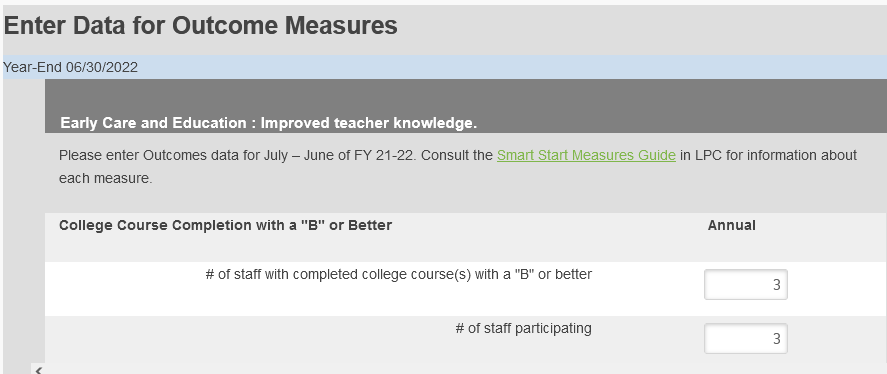 Enter Data for Outcome Measures
Year-End 06/30/2022
Early Care and Education : Improved teacher knowledge.
Please enter Outcomes data for July – June of FY 21-22. Consult the Smart Start Measures Guide in LPC for information about
each measure.
College Course Completion with a "B" or Better Annual
# of staff with completed college course(s) with a "B" or better 3
# of staff participating 3